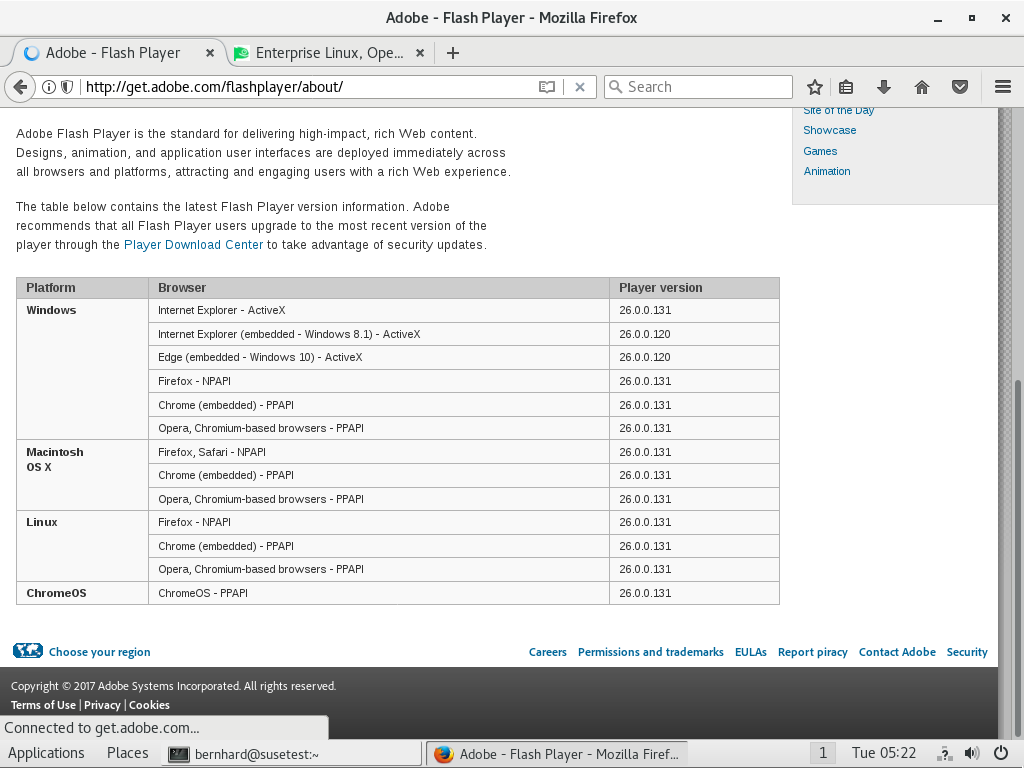 Adobe - Flash Player - Mozilla Firefox
Adobe - Flash Player
Enterprise Linux, Ope...
http://get.adobe.com/flashplayer/about/
Search
Site of the Day
Showcase
Games
Animation
Adobe Flash Player is the standard for delivering high-impact, rich Web content.
Designs, animation, and application user interfaces are deployed immediately across
all browsers and platforms, attracting and engaging users with a rich Web experience.
The table below contains the latest Flash Player version information. Adobe
recommends that all Flash Player users upgrade to the most recent version of the
player through the Player Download Center to take advantage of security updates.
Platform Browser Player version
Windows Internet Explorer - ActiveX 26.0.0.131
Internet Explorer (embedded - Windows 8.1) - ActiveX 26.0.0.120
Edge (embedded - Windows 10) - ActiveX 26.0.0.120
Firefox - NPAPI 26.0.0.131
Chrome (embedded) - PPAPI 26.0.0.131
Opera, Chromium-based browsers - PPAPI 26.0.0.131
Macintosh Firefox, Safari - NPAPI 26.0.0.131
OS X
Chrome (embedded) - PPAPI 26.0.0.131
Opera, Chromium-based browsers - PPAPI 26.0.0.131
Linux Firefox - NPAPI 26.0.0.131
Chrome (embedded) - PPAPI 26.0.0.131
Opera, Chromium-based browsers - PPAPI 26.0.0.131
ChromeOS ChromeOS - PPAPI 26.0.0.131
Choose your region Careers Permissions and trademarks EULAs Report piracy Contact Adobe Security
Copyright © 2017 Adobe Systems Incorporated. All rights reserved.
Terms of Use | Privacy | Cookies
Connected to get.adobe.com...
Applications Places bernhard@susetest:~ Adobe - Flash Player - Mozilla Firef... 1 Tue 05:22